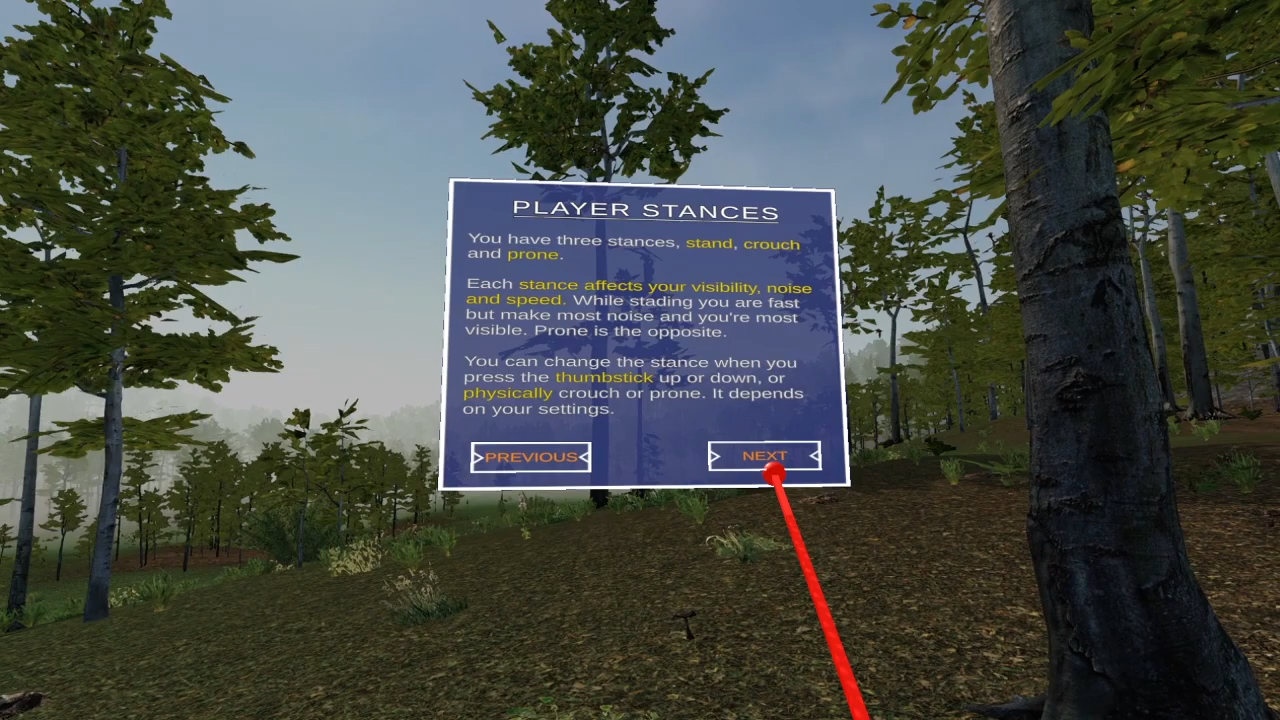 PLAYER STANCES
You have three stances, stand, crouch
and prone.
Each stance affects your visibility, noise
and speed. While stading you are fast
but make most noise and you're most
visible. Prone is the opposite.
You can change the stance when you
press the thumbstick up or down, or
physically crouch or prone. It depends
on your settings.
PREVIOUS
NEXT